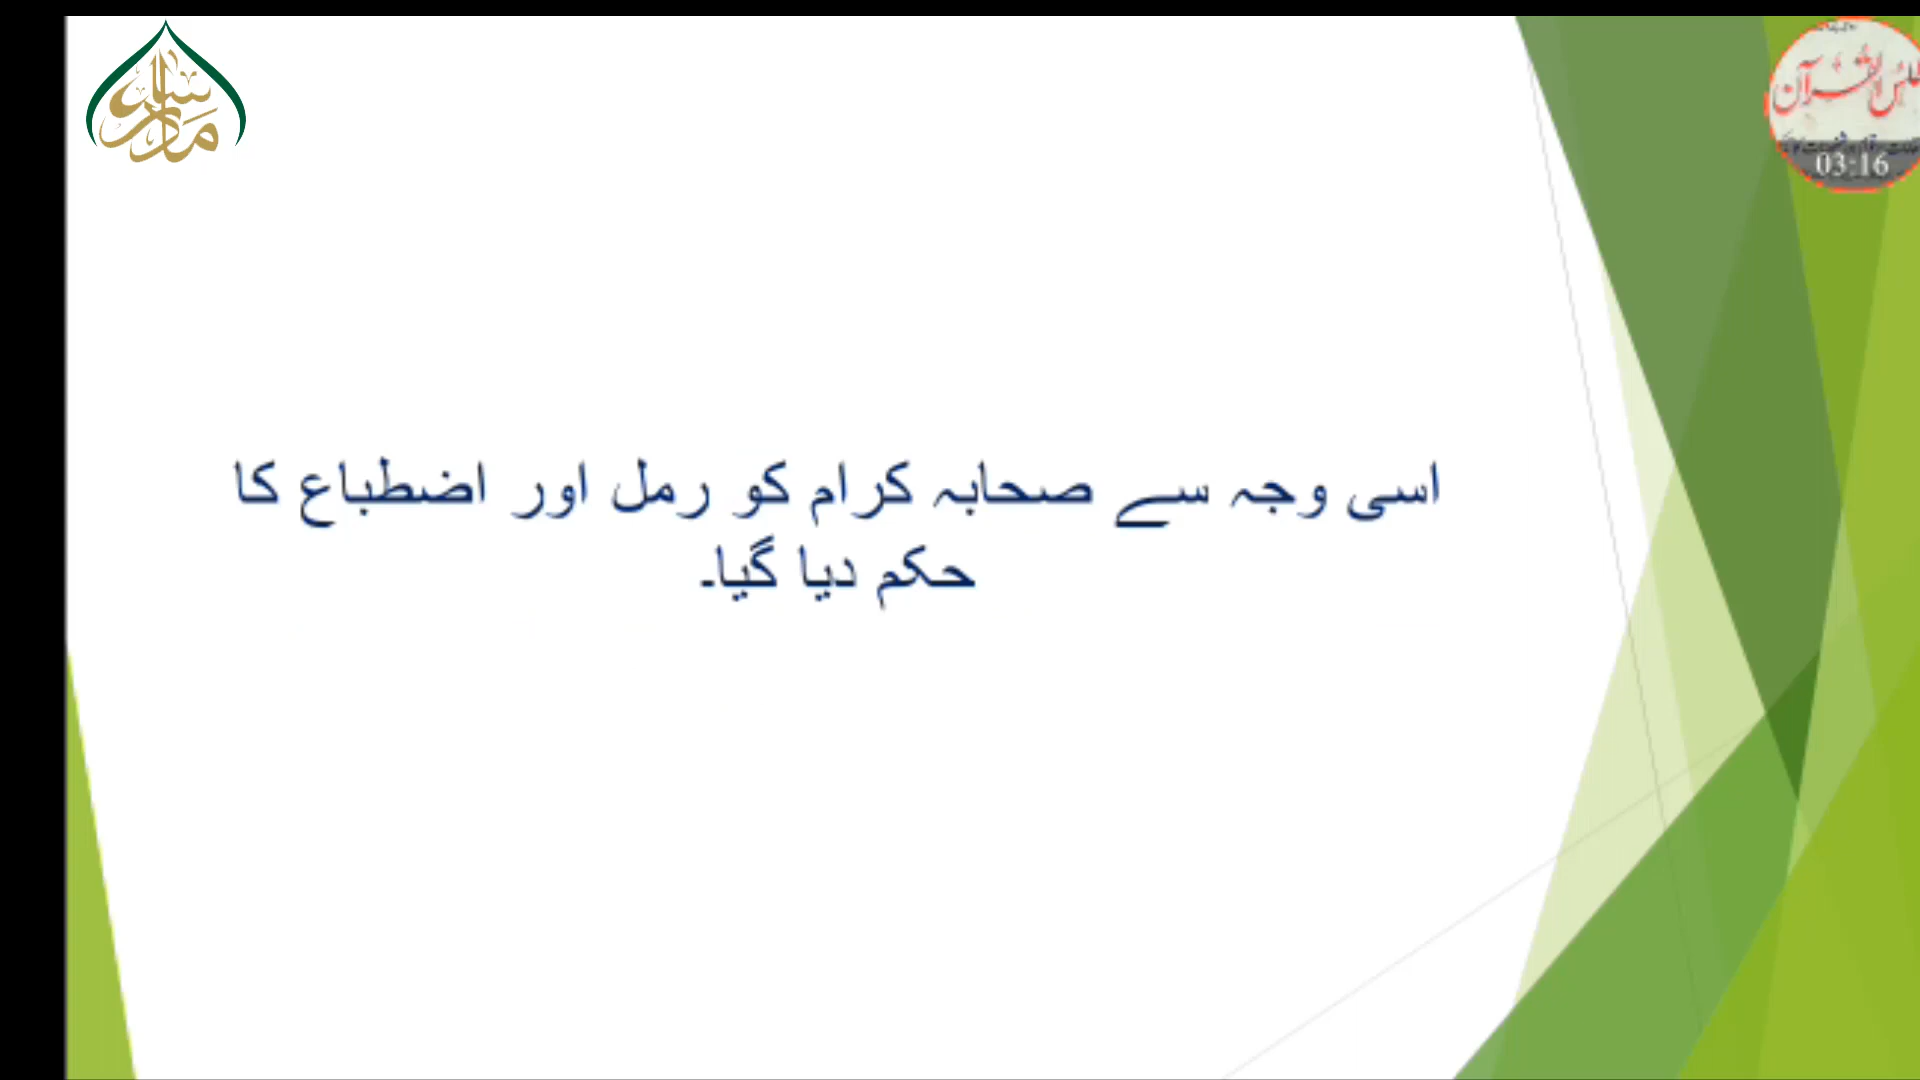 اسی وجہ سے صحابہ کرام کو رمل اور اضطباع کا
حکم دیا گیا۔
03:16